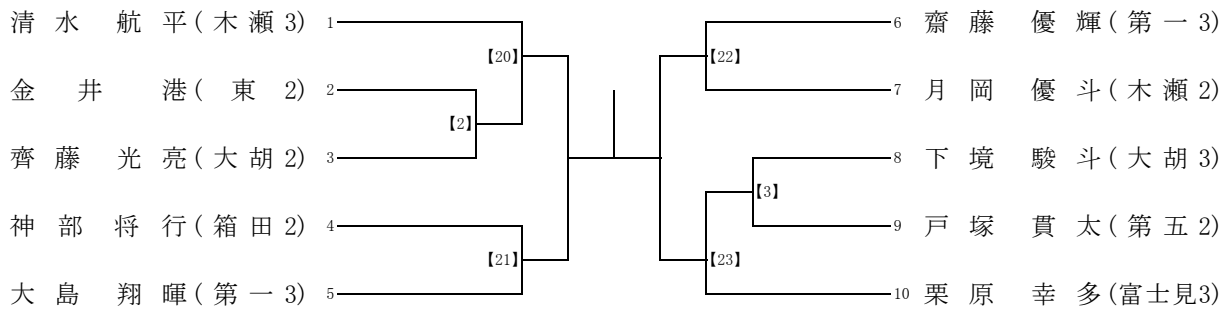 清水 航平(木瀬3) 1
【20】
金井 港(東 2) 2
【2】
齊藤 光亮(大胡2) 3
神部 将行(箱田2) 4
【21】
大島 翔暉(第一3) 5
6 齋藤 優輝(第一3)
【22】
7 月岡 優斗(木瀬2)
8 下境 駿斗(大胡3)
【3】
9 戸塚 貫太(第五2)
【23】
10 栗原 幸多(富士見3)